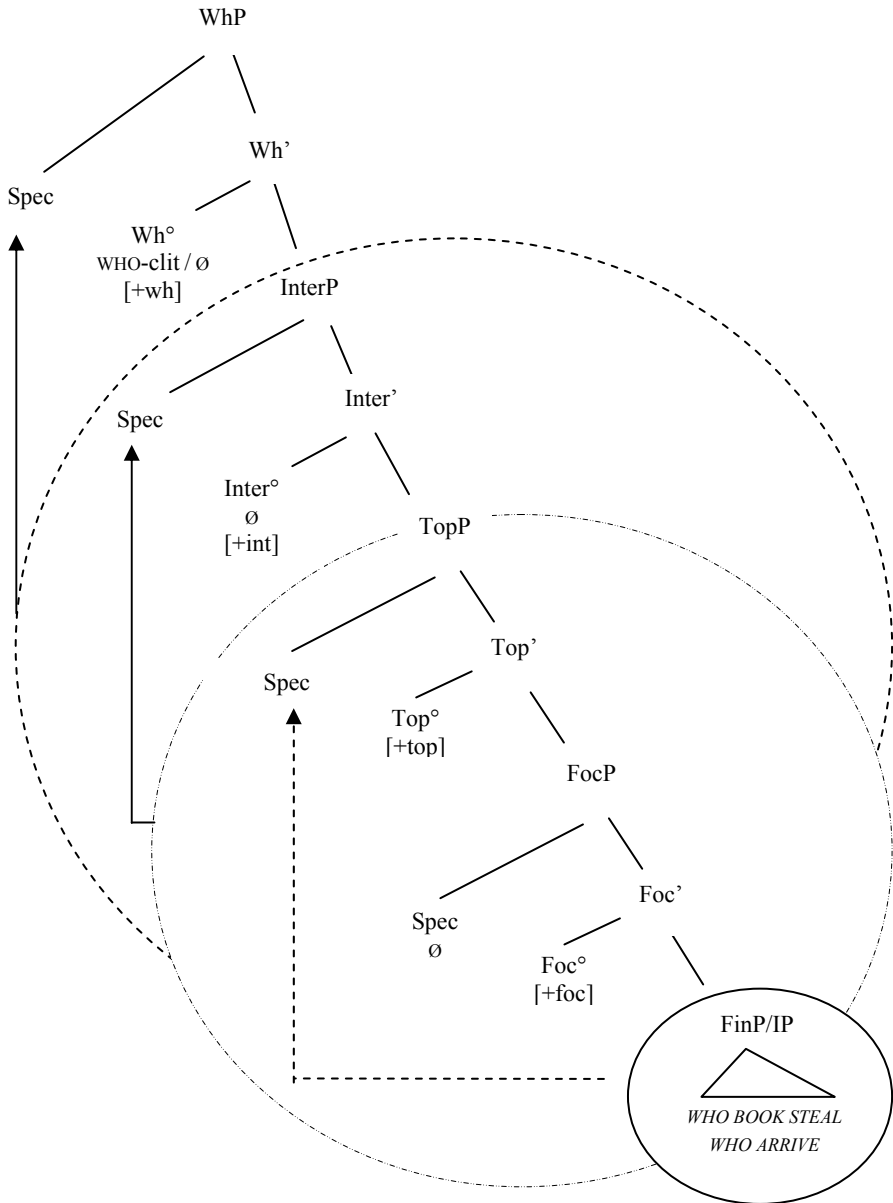 WhP
Wh’
Spec
Wh°
WHO-clit / Ø
[+wh]
InterP
Inter’
Spec
Inter°
Ø
[+int]
TopP
Top’
Spec
Top°
[+top]
FocP
Foc’
Spec
Ø
Foc°
[+foc]
FinP/IP
WHO BOOK STEAL
WHO ARRIVE